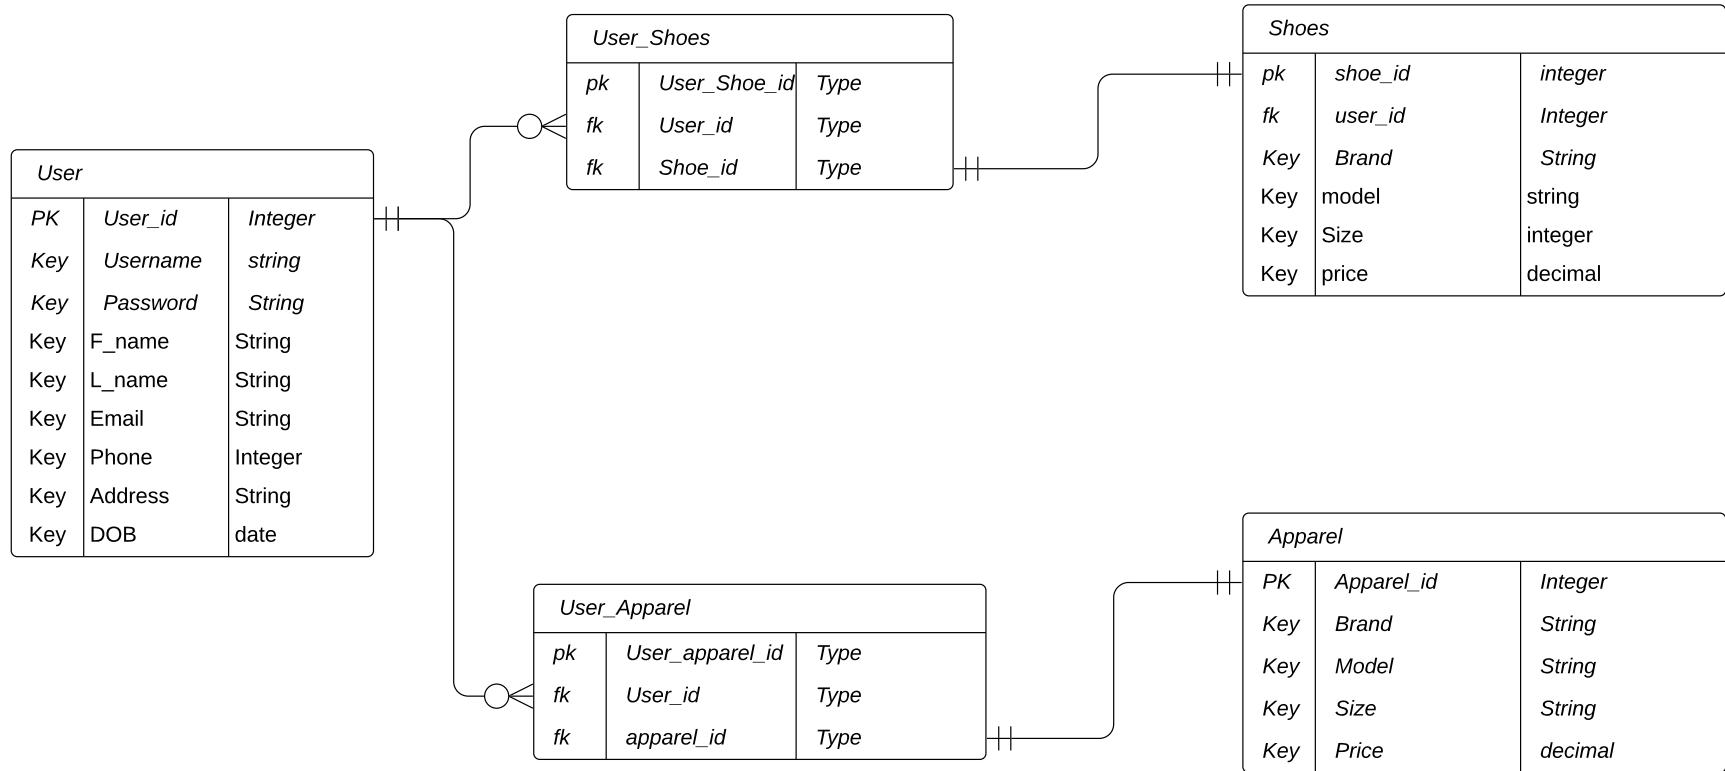 User
PK User_id Integer
Key Username string
Key Password String
Key F_name String
Key L_name String
Key Email String
Key Phone Integer
Key Address String
Key DOB date
User_Shoes
pk User_Shoe_id Type
fk User_id Type
fk Shoe_id Type
User_Apparel
pk User_apparel_id Type
fk User_id Type
fk apparel_id Type
Shoes
pk shoe_id integer
fk user_id Integer
Key Brand String
Key model string
Key Size integer
Key price decimal
Apparel
PK Apparel_id Integer
Key Brand String
Key Model String
Key Size String
Key Price decimal